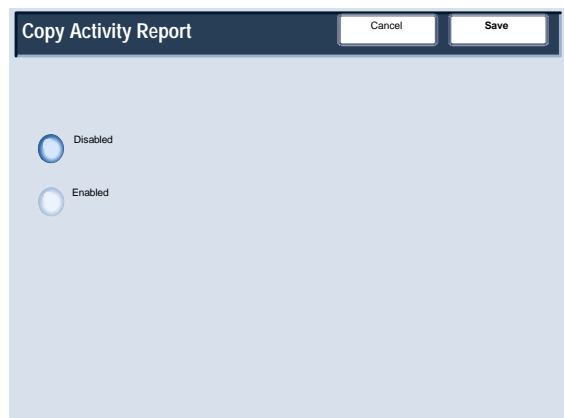 Copy Activity Report
Cancel
Save
Disabled
Enabled